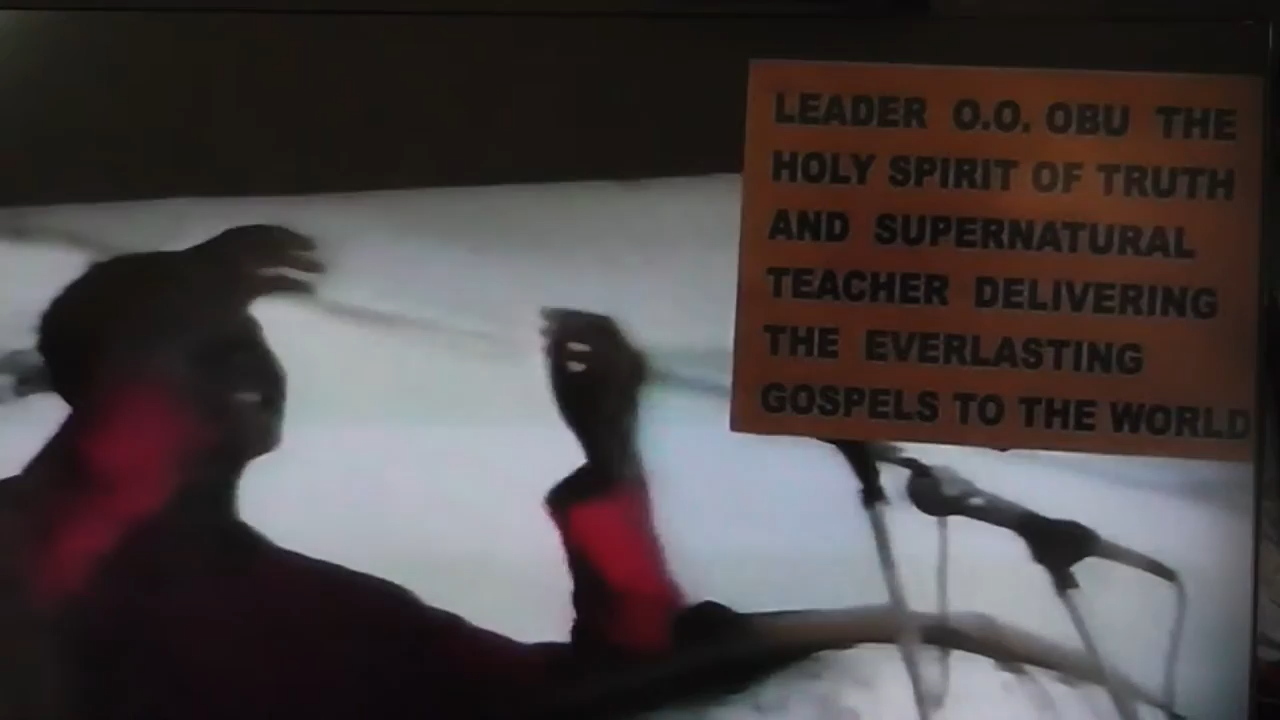 LEADER O.O. OBU THE
HOLY SPIRIT OF TRUTH
AND SUPERNATURAL
TEACHER DELIVERING
THE EVERLASTING
GOSPELS TO THE WORLD